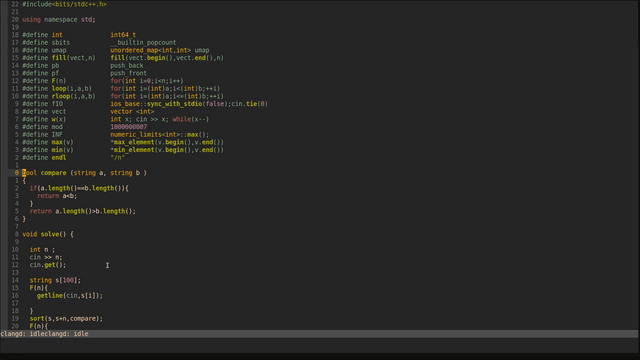 22 #include<bits/stdc++.h>
21
20 using namespace std;
19
18 #define int int64_t
17 #define sbits __builtin_popcount
16 #define umap unordered_map<int,int> umap
15 #define fill(vect,n) fill(vect.begin(),vect.end(),n)
14 #define pb push_back
13 #define pf push_front
12 #define F(n) for(int i=0;i<n;i++)
11 #define loop(i,a,b) for(int i=(int)a;i<(int)b;++i)
10 #define rloop(i,a,b) for(int i=(int)a;i<=(int)b;++i)
9 #define fIO ios_base::sync_with_stdio(false);cin.tie(0)
8 #define vect vector <int>
7 #define w(x) int x; cin >> x; while(x--)
6 #define mod 1000000007
5 #define INF numeric_limits<int>::max();
4 #define max(v) *max_element(v.begin(),v.end())
3 #define min(v) *min_element(v.begin(),v.end())
2 #define endl "/n"
1
0 bool compare (string a, string b )
1 {
2 if(a.length()==b.length()){
3 return a<b;
4 }
5 return a.length()>b.length();
6 }
7
8 void solve() {
9
10 int n ;
11 cin >> n;
12 cin.get();
13
14 string s[100];
15 F(n){
16 getline(cin,s[i]);
17
18 }
19 sort(s,s+n,compare);
20 F(n){
clangd: idleclangd: idle